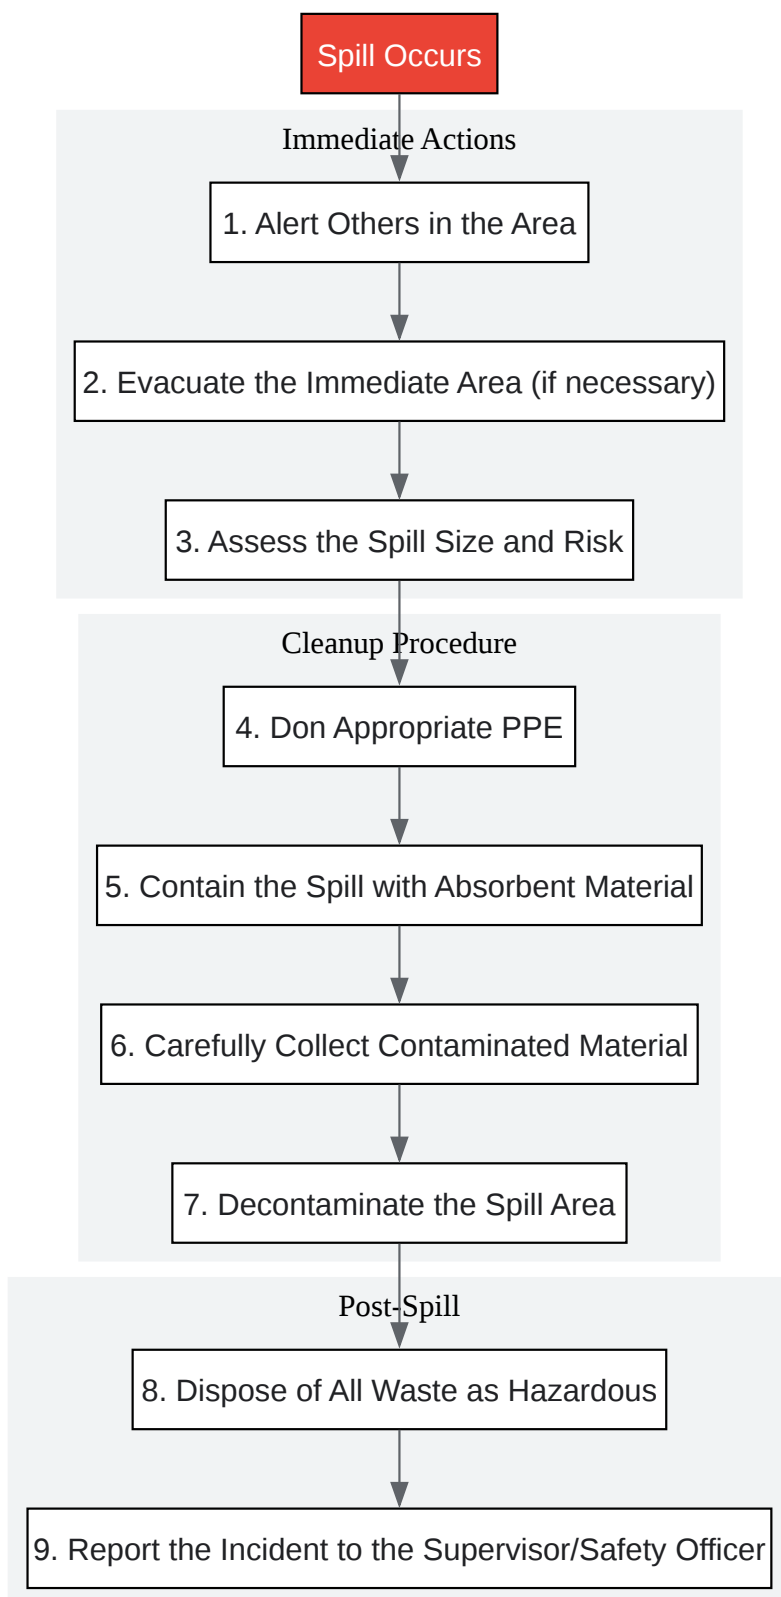 Spill Occurs
Immediate Actions
1. Alert Others in the Area
2. Evacuate the Immediate Area (if necessary)
3. Assess the Spill Size and Risk
Cleanup Procedure
4. Don Appropriate PPE
5. Contain the Spill with Absorbent Material
6. Carefully Collect Contaminated Material
7. Decontaminate the Spill Area
Post-Spill
8. Dispose of All Waste as Hazardous
9. Report the Incident to the Supervisor/Safety Officer